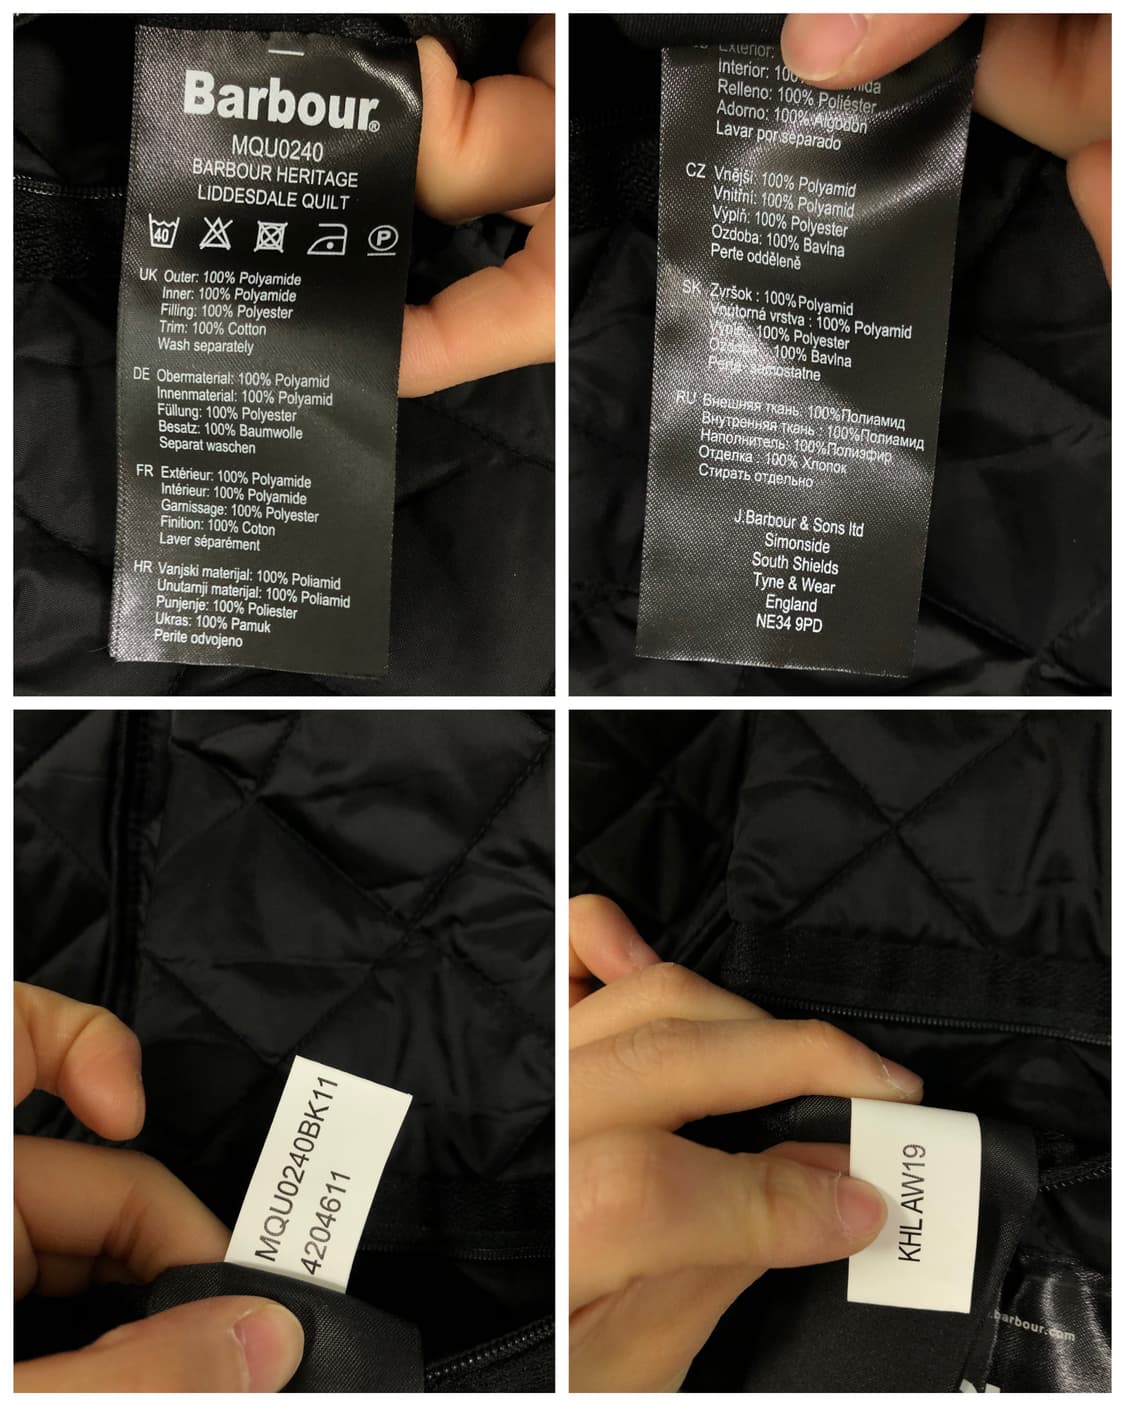 Barbour®
MQU0240
BARBOUR HERITAGE
LIDDESDALE QUILT
40
P
UK Outer: 100% Polyamide
Inner: 100% Polyamide
Filling: 100% Polyester
Trim: 100% Cotton
Wash separately
DE Obermaterial: 100% Polyamid
Innenmaterial: 100% Polyamid
Füllung: 100% Polyester
Besatz: 100% Baumwolle
Separat waschen
FR Extérieur: 100% Polyamide
Intérieur: 100% Polyamide
Garnissage: 100% Polyester
Finition: 100% Coton
Laver séparément
HR Vanjski materijal: 100% Poliamid
Unutarnji materijal: 100% Poliamid
Punjenje: 100% Poliester
Ukras: 100% Pamuk
Perite odvojeno
Exterior:
Interior: 100%
Relleno: 100% Poliéster
Adorno: 100% Algodón
Lavar por separado
CZ Vnější: 100% Polyamid
Vnitřní: 100% Polyamid
Výplň: 100% Polyester
Ozdoba: 100% Bavlna
Perte odděleně
SK Zvršok : 100% Polyamid
Vnútorná vrstva : 100% Polyamid
Výplň: 100% Polyester
Ozdoba : 100% Bavlna
Perte samostatne
RU Внешняя ткань: 100%Полиамид
Внутренняя ткань : 100%Полиамид
Наполнитель: 100%Полиэфир
Отделка : 100% Хлопок
Стирать отдельно
J.Barbour & Sons ltd
Simonside
South Shields
Tyne & Wear
England
NE34 9PD
MQU0240BK11
4204611
KHL AW19
.barbour.com